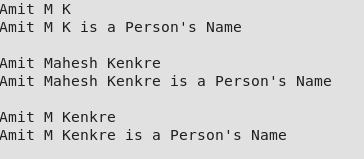 Amit M K
Amit M K is a Person's Name
Amit Mahesh Kenkre
Amit Mahesh Kenkre is a Person's Name
Amit M Kenkre
Amit M Kenkre is a Person's Name